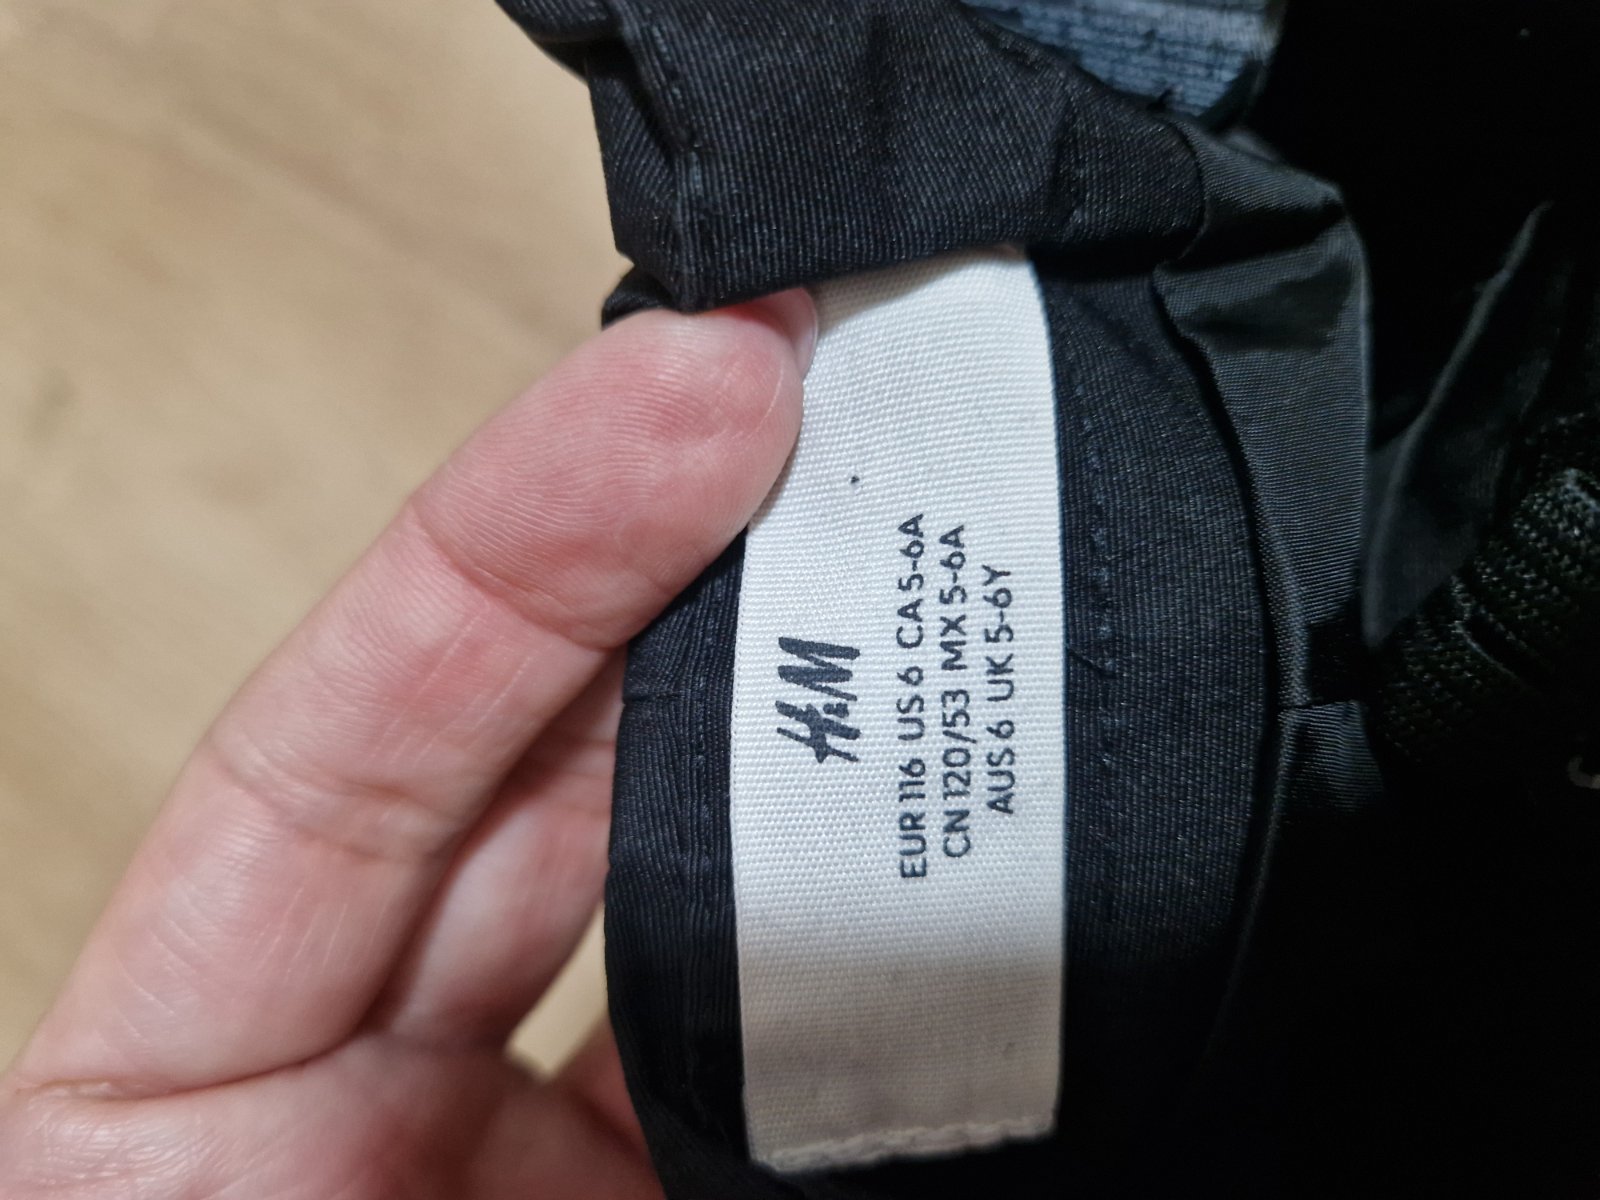 H&M
EUR 116 US 6 CA 5-6A
CN 120/53 MX 5-6A
AUS 6 UK 5-6Y